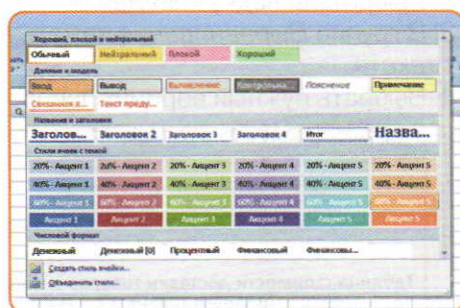 Хороший, плохой и нейтральный
Обычный Нейтральный Плохой Хороший
Данные и модель
Ввод Вывод Вычисление Контрольна... Пояснение Примечание
Связанная я... Текст преду...
Названия и заголовки
Заголов... Заголовок 2 Заголовок 3 Заголовок 4 Итог Назва...
Стили ячеек с темой
20% - Акцент 1 20% - Акцент 2 20% - Акцент 3 20% - Акцент 4 20% - Акцент 5 20% - Акцент 5
40% - Акцент 1 40% - Акцент 2 40% - Акцент 3 40% - Акцент 4 40% - Акцент 5 40% - Акцент 5
60% - Акцент 1 60% - Акцент 2 60% - Акцент 3 60% - Акцент 4 60% - Акцент 5 60% - Акцент 5
Акцент 1 Акцент 2 Акцент 3 Акцент 4 Акцент 5 Акцент 5
Числовой формат
Денежный Денежный [0] Процентный Финансовый Финансовы...
Создать стиль ячейки...
Объединить стили...